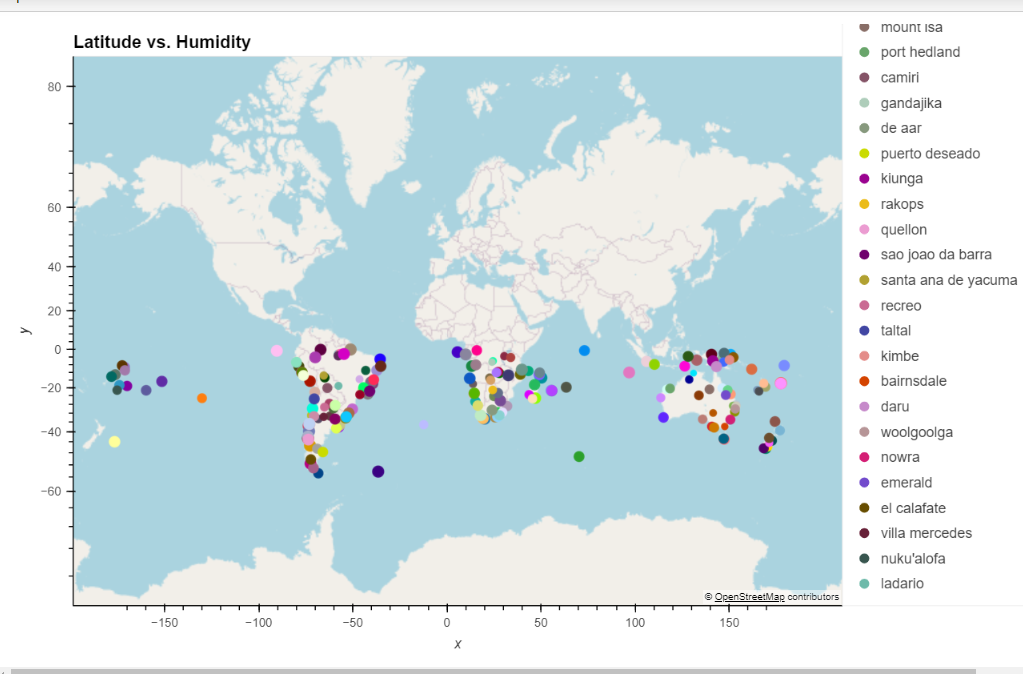 Latitude vs. Humidity
80
60
40
20
0
−20
−40
−60
y
−150
−100
−50
0
50
100
150
x
© OpenStreetMap contributors
mount isa
port hedland
camiri
gandajika
de aar
puerto deseado
kiunga
rakops
quellon
sao joao da barra
santa ana de yacuma
recreo
taltal
kimbe
bairnsdale
daru
woolgoolga
nowra
emerald
el calafate
villa mercedes
nuku'alofa
ladario